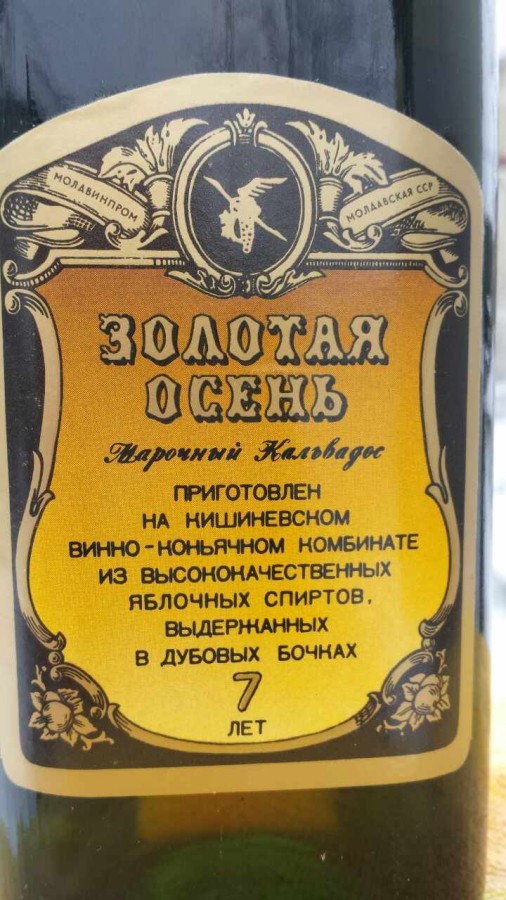 МОЛАВИНПРОМ
МОЛДАВСКАЯ ССР
ЗОЛОТАЯ
ОСЕНЬ
Марочный Кальвадос
ПРИГОТОВЛЕН
НА КИШИНЕВСКОМ
ВИННО-КОНЬЯЧНОМ КОМБИНАТЕ
ИЗ ВЫСОКОКАЧЕСТВЕННЫХ
ЯБЛОЧНЫХ СПИРТОВ,
ВЫДЕРЖАННЫХ
В ДУБОВЫХ БОЧКАХ
7
ЛЕТ